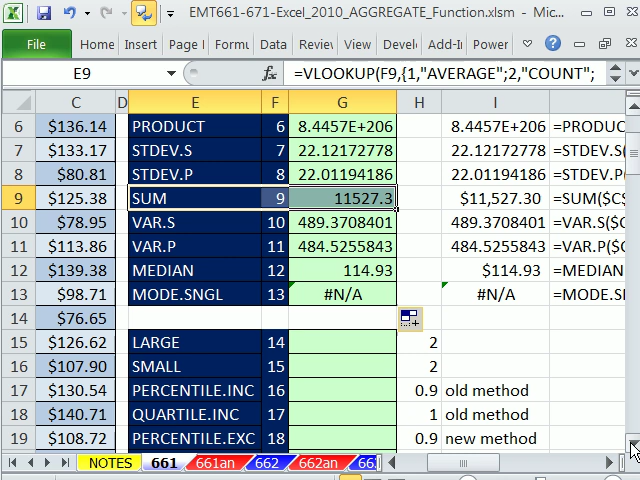 EMT661-671-Excel_2010_AGGREGATE_Function.xlsm - Mic...
File Home Insert Page l Formu Data Reviev View Develc Add-I Power
E9 fx =VLOOKUP(F9,{1,"AVERAGE";2,"COUNT";
C D E F G H I
6 $136.14 PRODUCT 6 8.4457E+206 8.4457E+206 =PRODUC
7 $133.17 STDEV.S 7 22.12172778 22.12172778 =STDEV.S(
8 $80.81 STDEV.P 8 22.01194186 22.01194186 =STDEV.P(
9 $125.38 SUM 9 11527.3 $11,527.30 =SUM($C$
10 $78.95 VAR.S 10 489.3708401 489.3708401 =VAR.S($C
11 $113.86 VAR.P 11 484.5255843 484.5255843 =VAR.P($C
12 $139.38 MEDIAN 12 114.93 $114.93 =MEDIAN
13 $98.71 MODE.SNGL 13 #N/A #N/A =MODE.S
14 $76.65
15 $126.62 LARGE 14 2
16 $107.90 SMALL 15 2
17 $130.54 PERCENTILE.INC 16 0.9 old method
18 $140.71 QUARTILE.INC 17 1 old method
19 $108.72 PERCENTILE.EXC 18 0.9 new method
NOTES 661 661an 662 662an 66